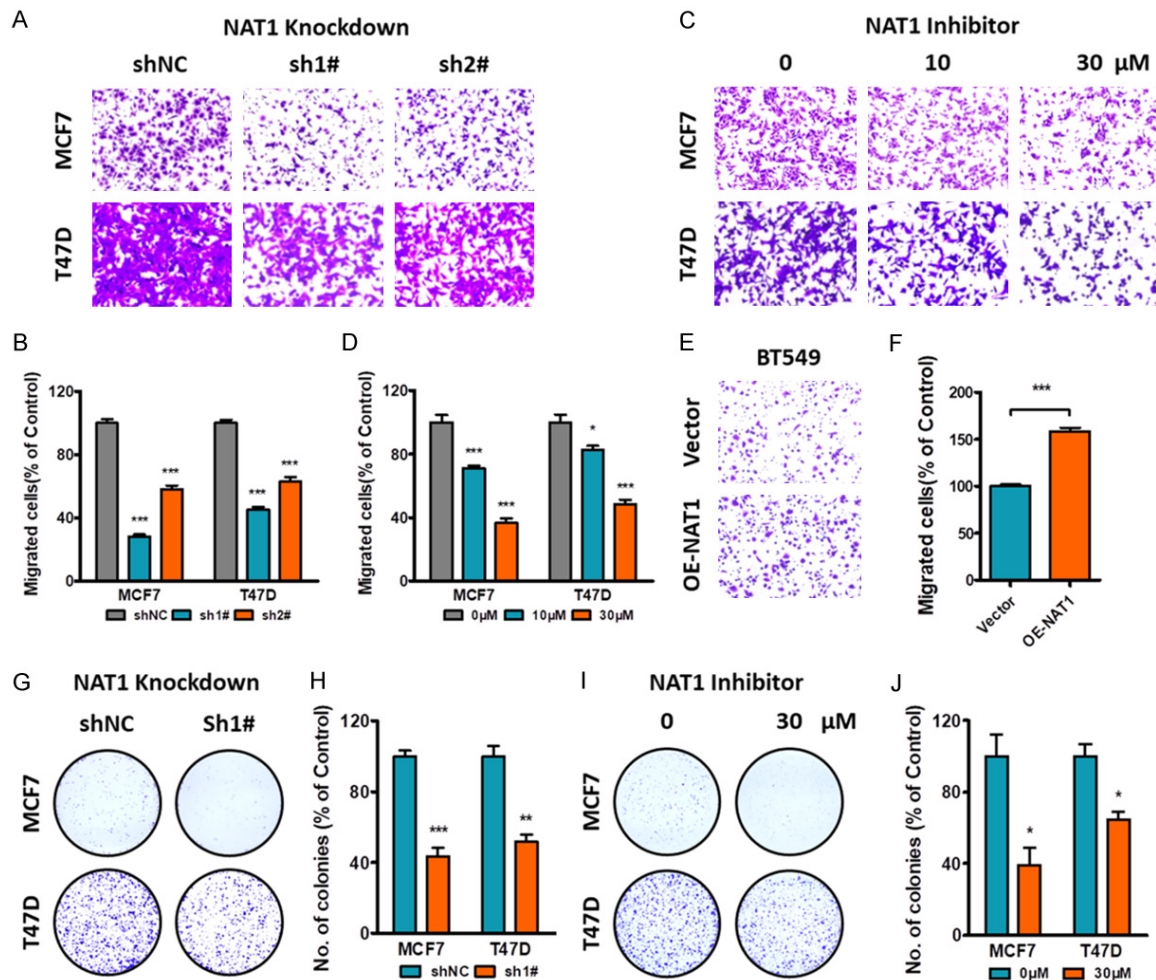 A
NAT1 Knockdown
shNC sh1# sh2#
MCF7
T47D
C
NAT1 Inhibitor
0 10 30 μM
MCF7
T47D
B
Migrated cells(% of Control)
120
80
40
0
*** *** *** ***
MCF7 T47D
shNC sh1# sh2#
D
Migrated cells(% of Control)
120
80
40
0
*** *** * ***
MCF7 T47D
0μM 10μM 30μM
E
BT549
Vector
OE-NAT1
F
Migrated cells(% of Control)
200
150
100
50
0
***
Vector OE-NAT1
G
NAT1 Knockdown
shNC Sh1#
MCF7
T47D
H
No. of colonies (% of Control)
120
80
40
0
*** **
MCF7 T47D
shNC sh1#
I
NAT1 Inhibitor
0 30 μM
MCF7
T47D
J
No. of colonies (% of Control)
120
80
40
0
* *
MCF7 T47D
0μM 30μM